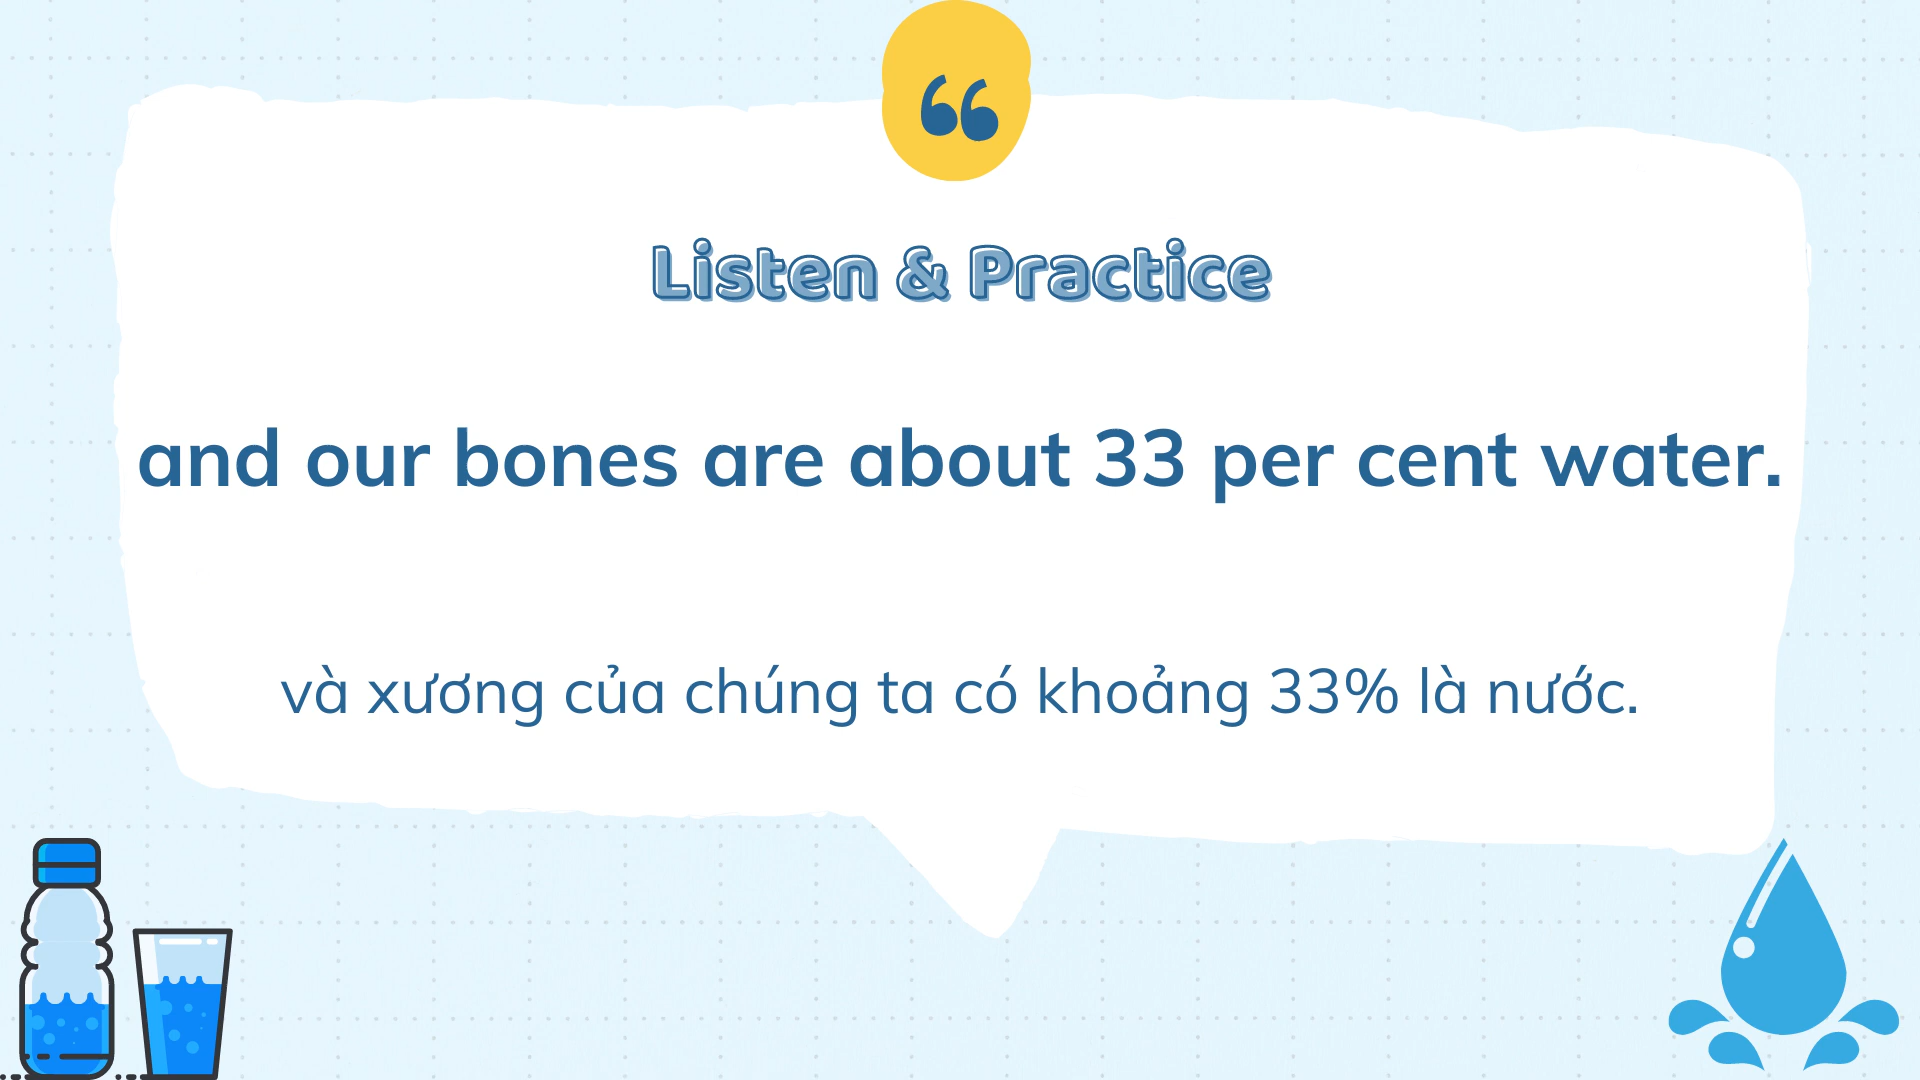 “
Listen & Practice
and our bones are about 33 per cent water.
và xương của chúng ta có khoảng 33% là nước.